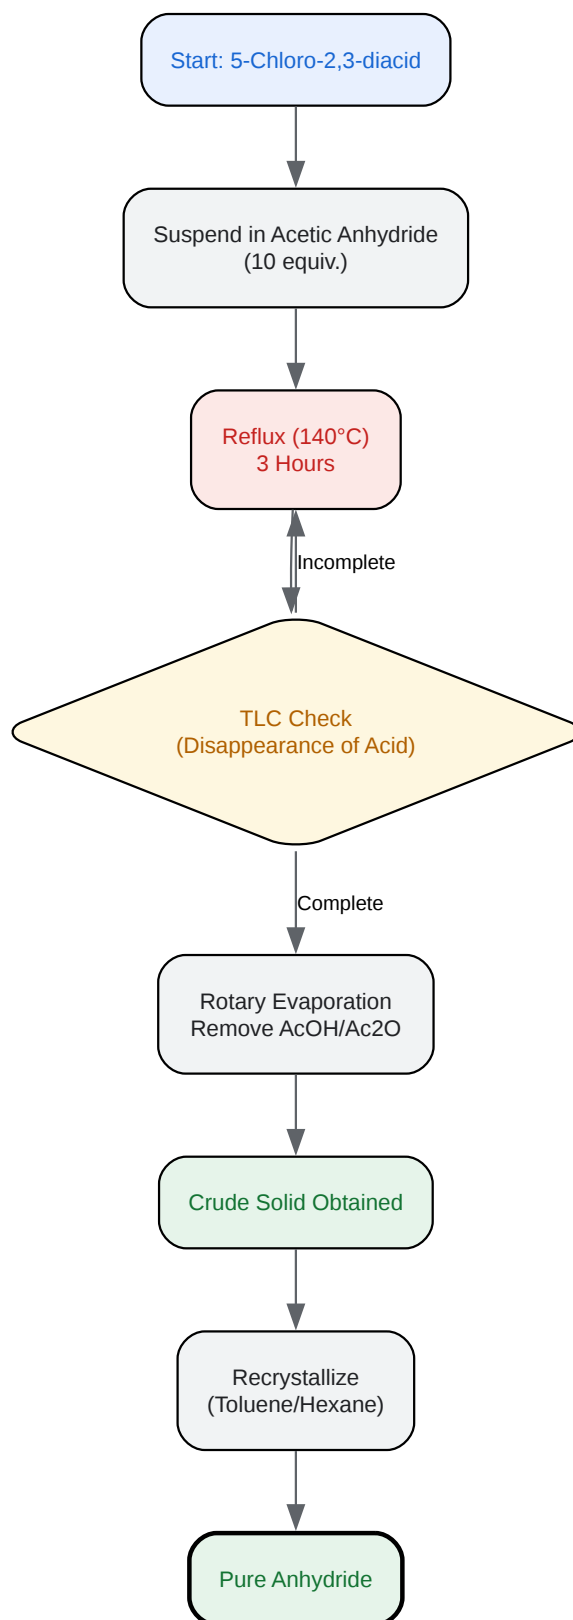 Start: 5-Chloro-2,3-diacid
Suspend in Acetic Anhydride
(10 equiv.)
Reflux (140°C)
3 Hours
Incomplete
TLC Check
(Disappearance of Acid)
Complete
Rotary Evaporation
Remove AcOH/Ac2O
Crude Solid Obtained
Recrystallize
(Toluene/Hexane)
Pure Anhydride